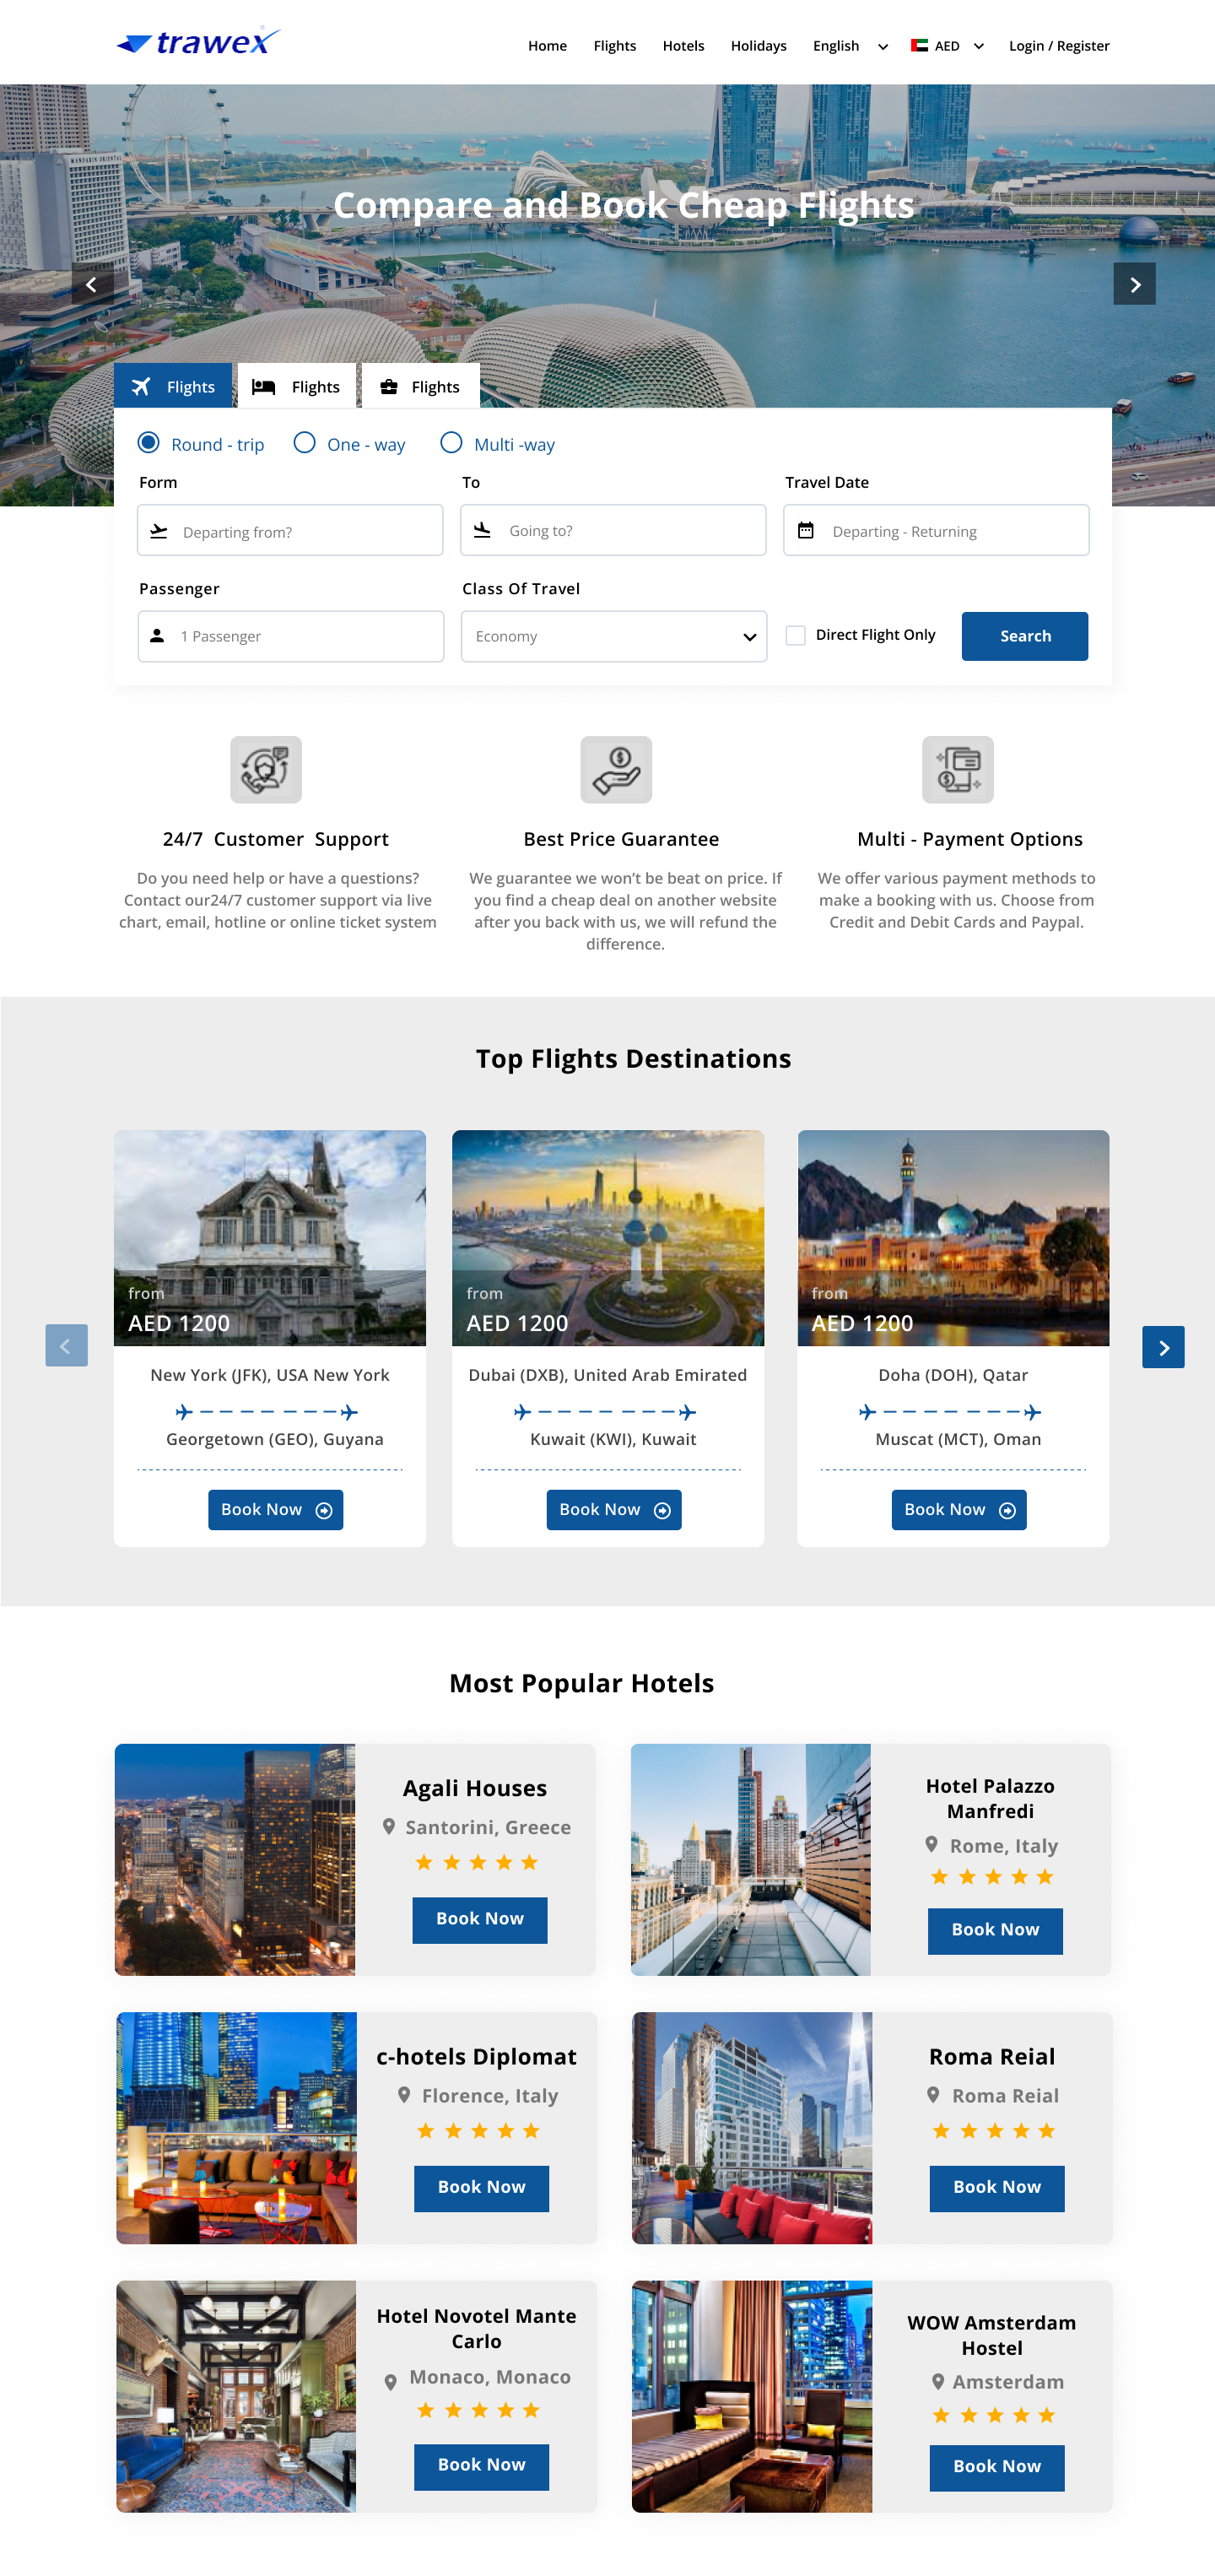 trawex
Home Flights Hotels Holidays English AED Login / Register
MANDARIN ORIENTAL
Compare and Book Cheap Flights
Flights Flights Flights
Round - trip One - way Multi -way
Form To Travel Date
Departing from? Going to? Departing - Returning
Passenger Class Of Travel
1 Passenger Economy Direct Flight Only Search
24/7 Customer Support
Do you need help or have a questions?
Contact our24/7 customer support via live
chart, email, hotline or online ticket system
Best Price Guarantee
We guarantee we won’t be beat on price. If
you find a cheap deal on another website
after you back with us, we will refund the
difference.
Multi - Payment Options
We offer various payment methods to
make a booking with us. Choose from
Credit and Debit Cards and Paypal.
Top Flights Destinations
from
AED 1200
New York (JFK), USA New York
Georgetown (GEO), Guyana
Book Now
from
AED 1200
Dubai (DXB), United Arab Emirated
Kuwait (KWI), Kuwait
Book Now
from
AED 1200
Doha (DOH), Qatar
Muscat (MCT), Oman
Book Now
Most Popular Hotels
Agali Houses
Santorini, Greece
Book Now
Hotel Palazzo
Manfredi
Rome, Italy
Book Now
c-hotels Diplomat
Florence, Italy
Book Now
Roma Reial
Roma Reial
Book Now
Hotel Novotel Mante
Carlo
Monaco, Monaco
Book Now
WOW Amsterdam
Hostel
Amsterdam
Book Now